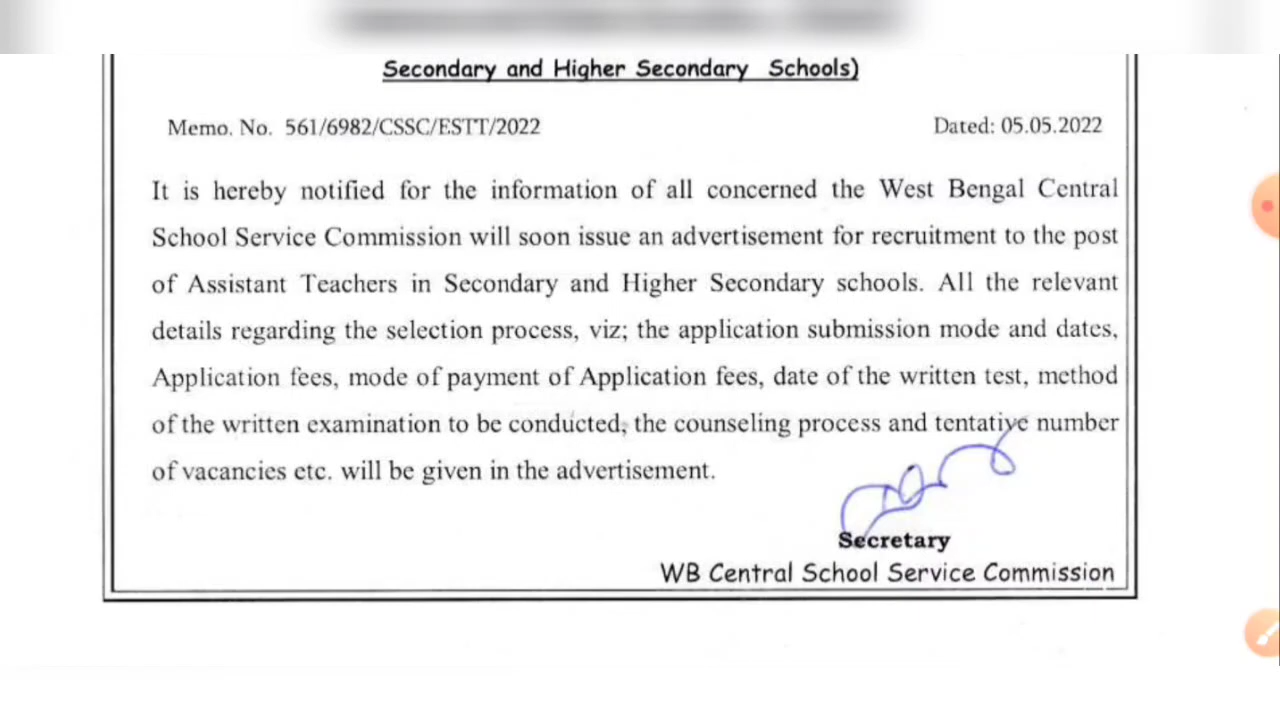 Secondary and Higher Secondary Schools)
Memo. No. 561/6982/CSSC/ESTT/2022 Dated: 05.05.2022
It is hereby notified for the information of all concerned the West Bengal Central
School Service Commission will soon issue an advertisement for recruitment to the post
of Assistant Teachers in Secondary and Higher Secondary schools. All the relevant
details regarding the selection process, viz; the application submission mode and dates,
Application fees, mode of payment of Application fees, date of the written test, method
of the written examination to be conducted, the counseling process and tentative number
of vacancies etc. will be given in the advertisement.
Secretary
WB Central School Service Commission